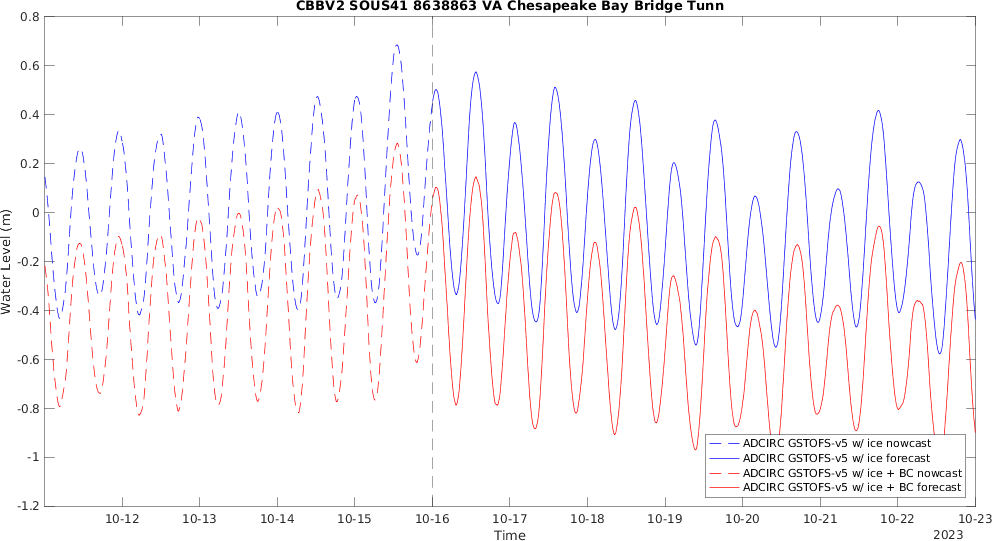 CBBV2 SOUS41 8638863 VA Chesapeake Bay Bridge Tunn
0.8
0.6
0.4
0.2
0
-0.2
-0.4
-0.6
-0.8
-1
-1.2
Water Level (m)
ADCIRC GSTOFS-v5 w/ ice nowcast
ADCIRC GSTOFS-v5 w/ ice forecast
ADCIRC GSTOFS-v5 w/ ice + BC nowcast
ADCIRC GSTOFS-v5 w/ ice + BC forecast
10-12 10-13 10-14 10-15 10-16 10-17 10-18 10-19 10-20 10-21 10-22 10-23
Time
2023